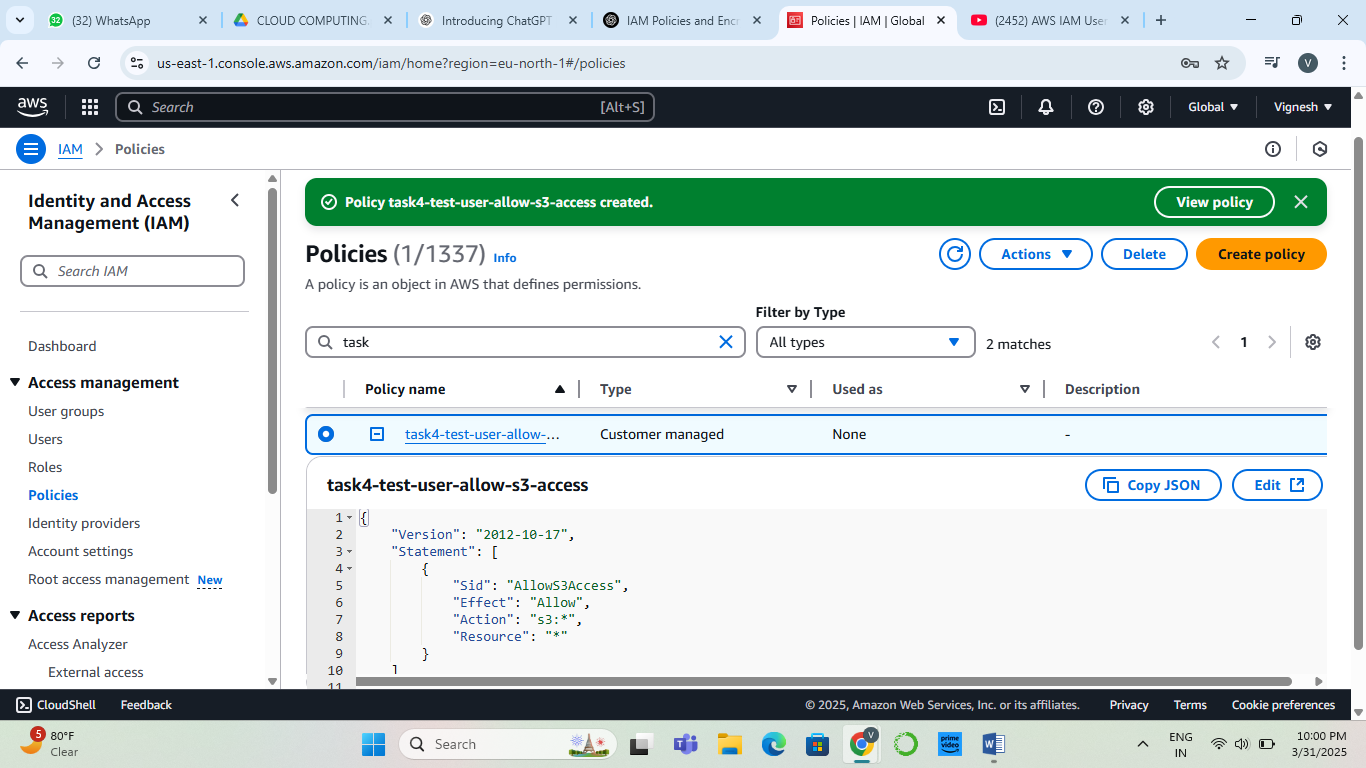 (32) WhatsApp
CLOUD COMPUTING
Introducing ChatGPT
IAM Policies and Enc
Policies | IAM | Global
(2452) AWS IAM User
us-east-1.console.aws.amazon.com/iam/home?region=eu-north-1#/policies
V
aws
Search
[Alt+S]
Global
Vignesh
IAM
Policies
Identity and Access
Management (IAM)
Search IAM
Dashboard
Access management
User groups
Users
Roles
Policies
Identity providers
Account settings
Root access management New
Access reports
Access Analyzer
External access
Policy task4-test-user-allow-s3-access created.
View policy
Policies (1/1337) Info
Actions
Delete
Create policy
A policy is an object in AWS that defines permissions.
Filter by Type
task
All types
2 matches
1
Policy name
Type
Used as
Description
task4-test-user-allow-...
Customer managed
None
-
task4-test-user-allow-s3-access
Copy JSON
Edit
1 {
2 "Version": "2012-10-17",
3 "Statement": [
4 {
5 "Sid": "AllowS3Access",
6 "Effect": "Allow",
7 "Action": "s3:*",
8 "Resource": "*"
9 }
10 ]
11
CloudShell
Feedback
© 2025, Amazon Web Services, Inc. or its affiliates.
Privacy
Terms
Cookie preferences
5
80°F
Clear
Search
V
prime video
W
ENG
IN
10:00 PM
3/31/2025